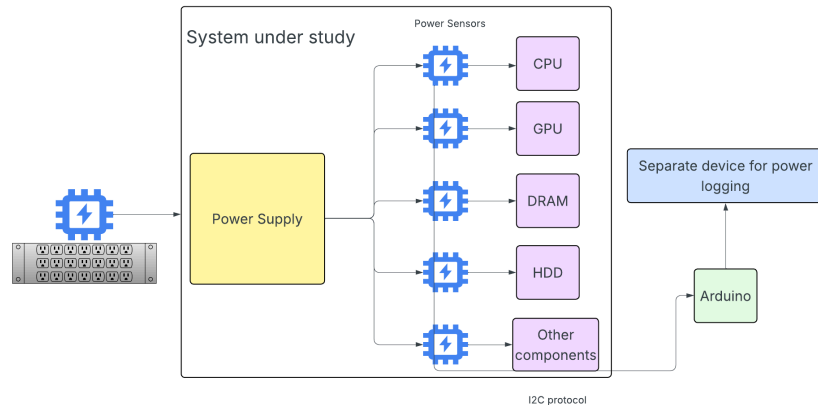 Power Sensors
System under study
CPU
GPU
Separate device for power
logging
DRAM
Power Supply
HDD
Arduino
Other
components
I2C protocol